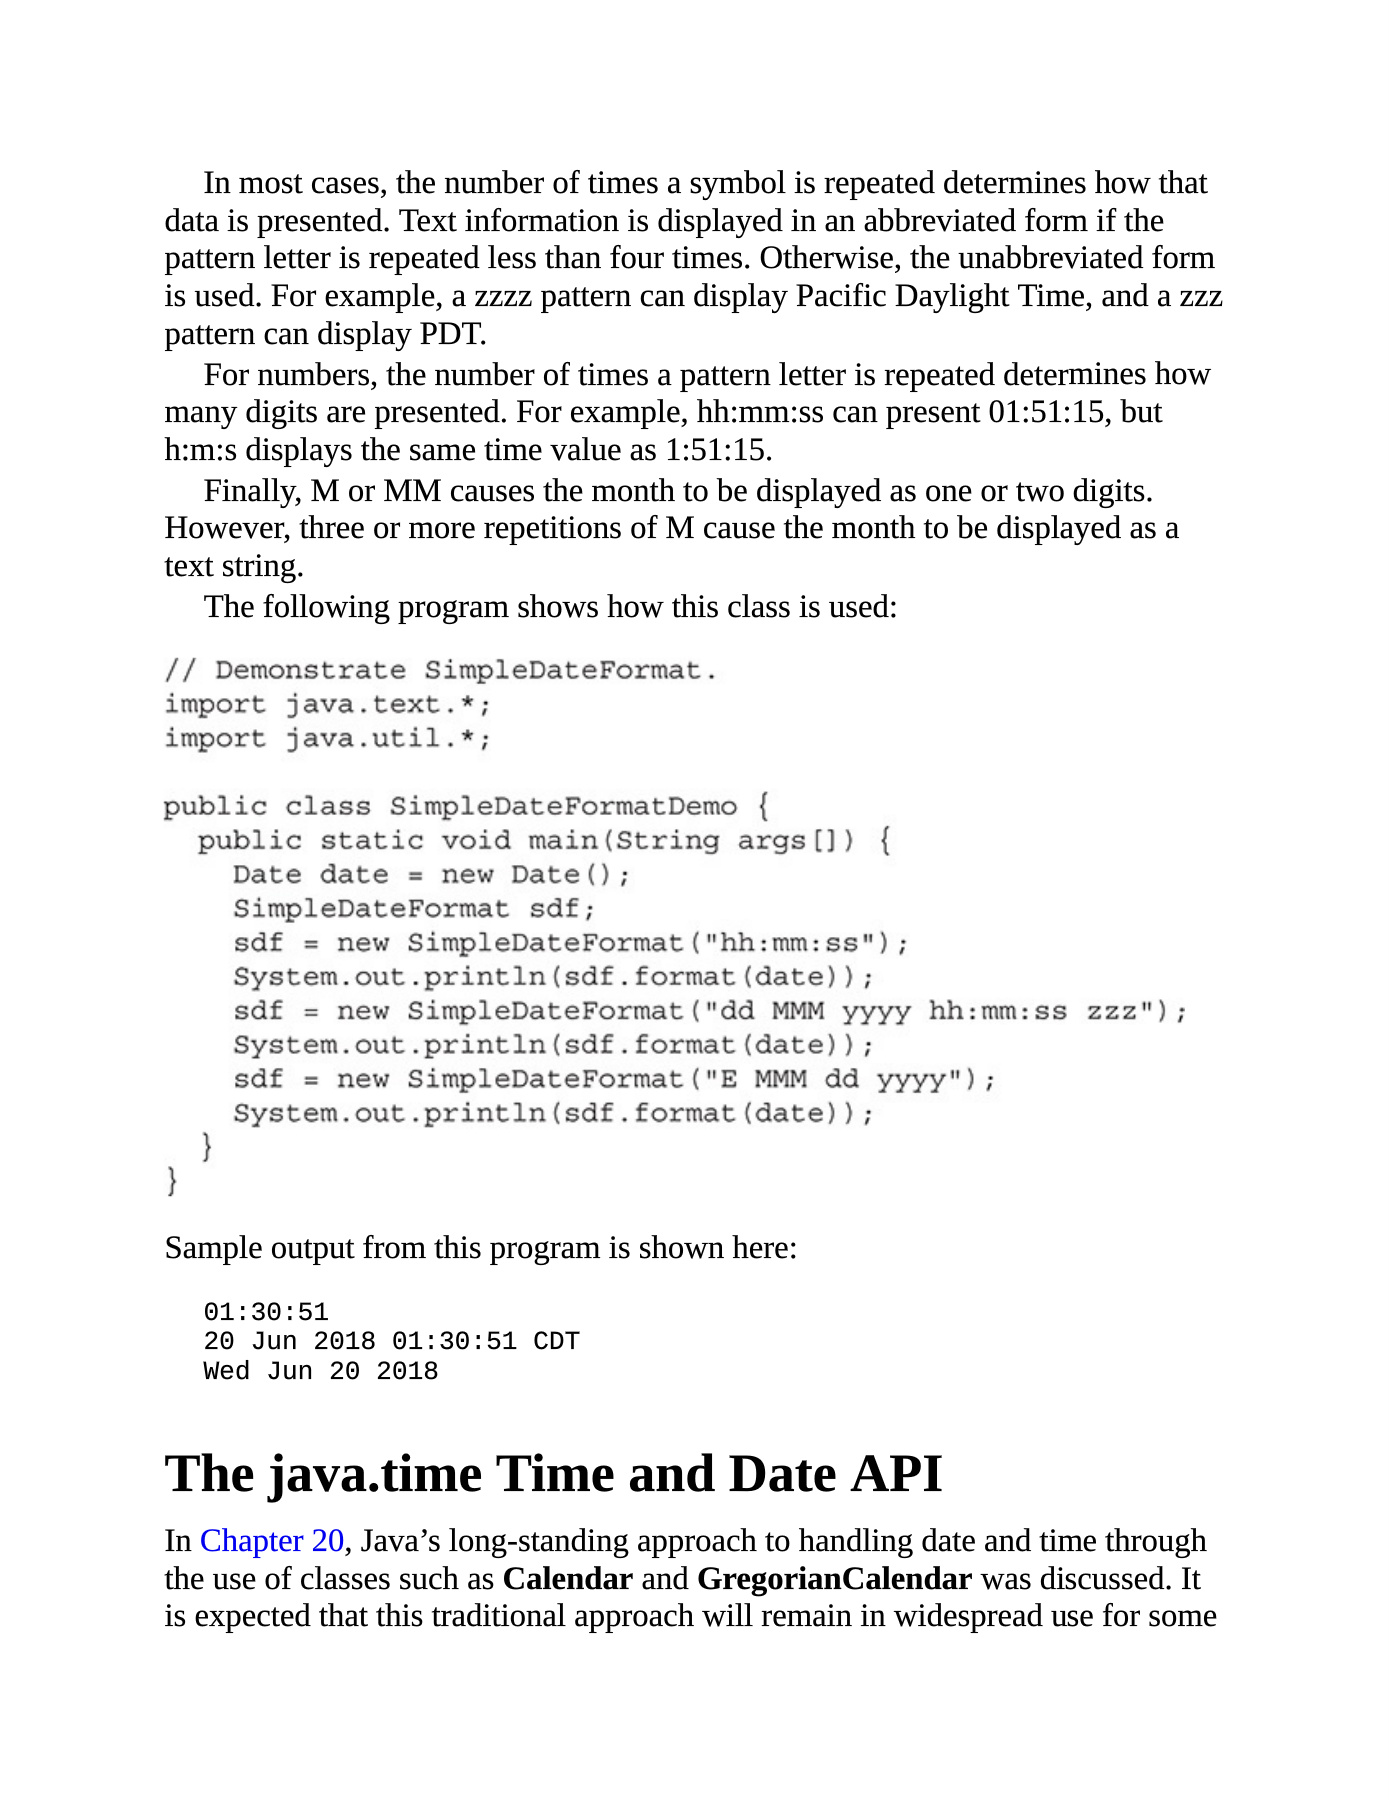 In most cases, the number of times a symbol is repeated determines how that
data is presented. Text information is displayed in an abbreviated form if the
pattern letter is repeated less than four times. Otherwise, the unabbreviated form
is used. For example, a zzzz pattern can display Pacific Daylight Time, and a zzz
pattern can display PDT.
For numbers, the number of times a pattern letter is repeated determines how
many digits are presented. For example, hh:mm:ss can present 01:51:15, but
h:m:s displays the same time value as 1:51:15.
Finally, M or MM causes the month to be displayed as one or two digits.
However, three or more repetitions of M cause the month to be displayed as a
text string.
The following program shows how this class is used:
// Demonstrate SimpleDateFormat.
import java.text.*;
import java.util.*;

public class SimpleDateFormatDemo {
  public static void main(String args[]) {
    Date date = new Date();
    SimpleDateFormat sdf;
    sdf = new SimpleDateFormat("hh:mm:ss");
    System.out.println(sdf.format(date));
    sdf = new SimpleDateFormat("dd MMM yyyy hh:mm:ss zzz");
    System.out.println(sdf.format(date));
    sdf = new SimpleDateFormat("E MMM dd yyyy");
    System.out.println(sdf.format(date));
  }
}
Sample output from this program is shown here:
01:30:51
20 Jun 2018 01:30:51 CDT
Wed Jun 20 2018
The java.time Time and Date API
In Chapter 20, Java’s long-standing approach to handling date and time through
the use of classes such as Calendar and GregorianCalendar was discussed. It
is expected that this traditional approach will remain in widespread use for some